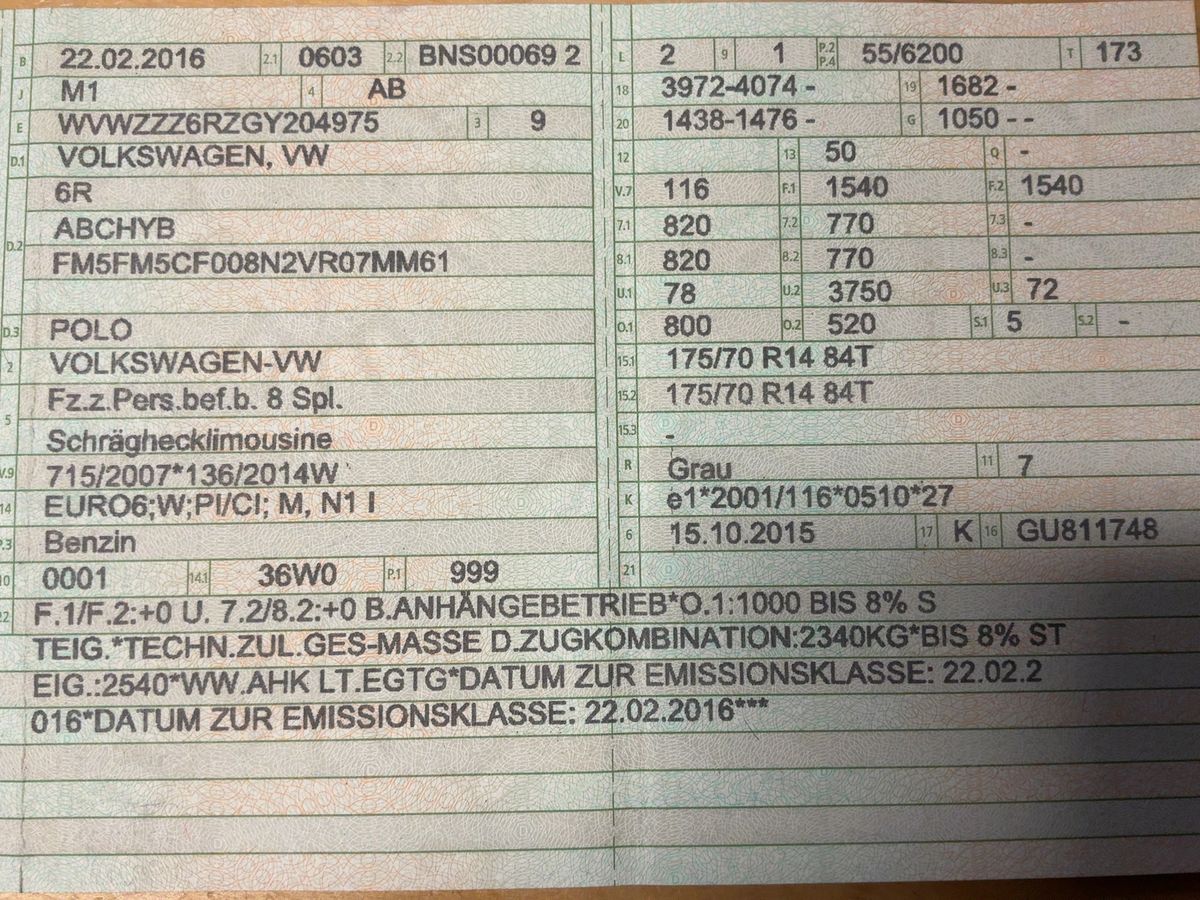 B 22.02.2016 2.1 0603 2.2 BNS00069 2
J M1 4 AB
E WVWZZZ6RZGY204975 3 9
D.1 VOLKSWAGEN, VW
6R
D.2 ABCHYB
FM5FM5CF008N2VR07MM61
D.3 POLO
2 VOLKSWAGEN-VW
5 Fz.z.Pers.bef.b. 8 Spl.
Schräghecklimousine
V.9 715/2007*136/2014W
14 EURO6;W;PI/CI; M, N1 I
P.3 Benzin
10 0001 14.1 36W0 P.1 999
L 2 9 1 P.2 P.4 55/6200 T 173
18 3972-4074 - 19 1682 -
20 1438-1476 - G 1050 - -
12 13 50 Q -
V.7 116 F.1 1540 F.2 1540
7.1 820 7.2 770 7.3 -
8.1 820 8.2 770 8.3 -
U.1 78 U.2 3750 U.3 72
O.1 800 O.2 520 S.1 5 S.2 -
15.1 175/70 R14 84T
15.2 175/70 R14 84T
15.3 -
R Grau 11 7
K e1*2001/116*0510*27
6 15.10.2015 17 K 16 GU811748
21
22 F.1/F.2:+0 U. 7.2/8.2:+0 B.ANHÄNGEBETRIEB*O.1:1000 BIS 8% S
TEIG.*TECHN.ZUL.GES-MASSE D.ZUGKOMBINATION:2340KG*BIS 8% ST
EIG.:2540*WW.AHK LT.EGTG*DATUM ZUR EMISSIONSKLASSE: 22.02.2
016*DATUM ZUR EMISSIONSKLASSE: 22.02.2016***